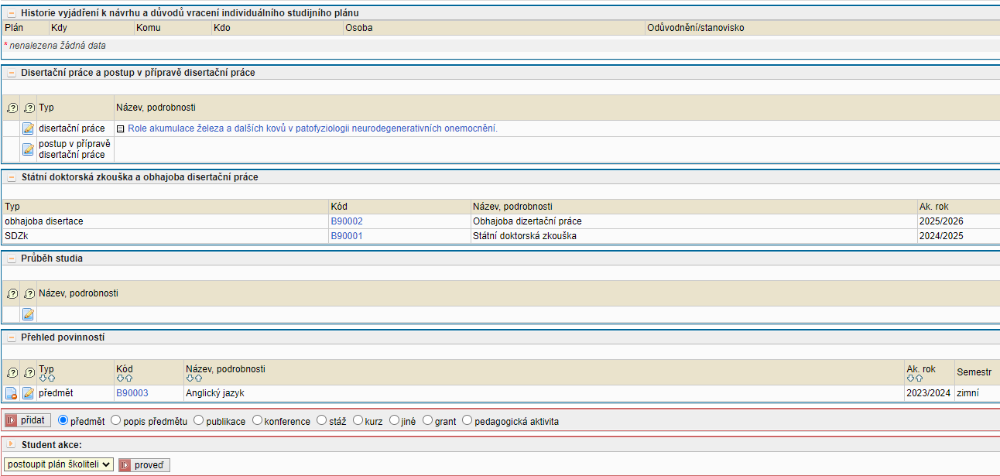 Historie vyjádření k návrhu a důvodů vracení individuálního studijního plánu
Plán Kdy Komu Kdo Osoba Odůvodnění/stanovisko
* nenalezena žádná data
Disertační práce a postup v přípravě disertační práce
Typ Název, podrobnosti
disertační práce Role akumulace železa a dalších kovů v patofyziologii neurodegenerativních onemocnění.
postup v přípravě
disertační práce
Státní doktorská zkouška a obhajoba disertační práce
Typ Kód Název, podrobnosti Ak. rok
obhajoba disertace B90002 Obhajoba dizertační práce 2025/2026
SDZk B90001 Státní doktorská zkouška 2024/2025
Průběh studia
Název, podrobnosti
Přehled povinností
Typ Kód Název, podrobnosti Ak. rok Semestr
předmět B90003 Anglický jazyk 2023/2024 zimní
přidat předmět popis předmětu publikace konference stáž kurz jiné grant pedagogická aktivita
Student akce:
postoupit plán školiteli proveď